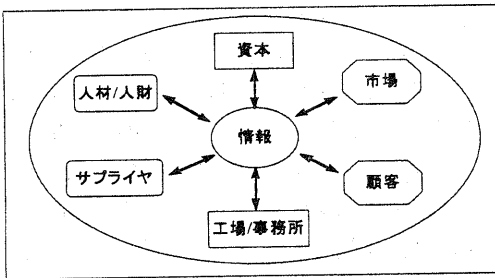 資本
人材/人財
市場
情報
サプライヤ
顧客
工場/事務所